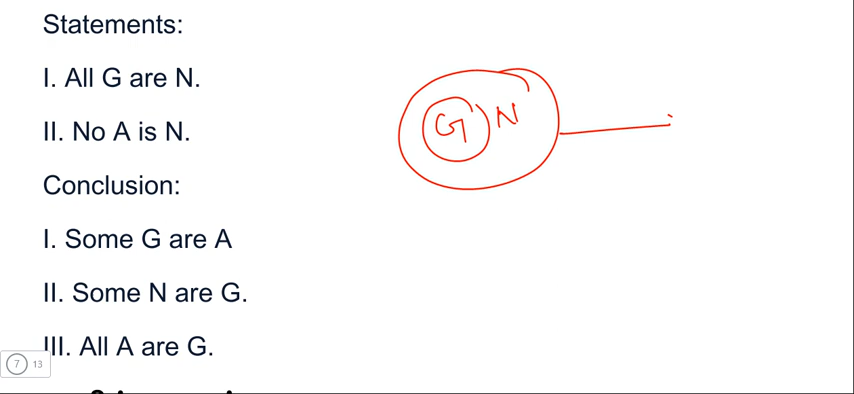 Statements:
I. All G are N.
II. No A is N.
Conclusion:
I. Some G are A
II. Some N are G.
III. All A are G.
G N
7 13